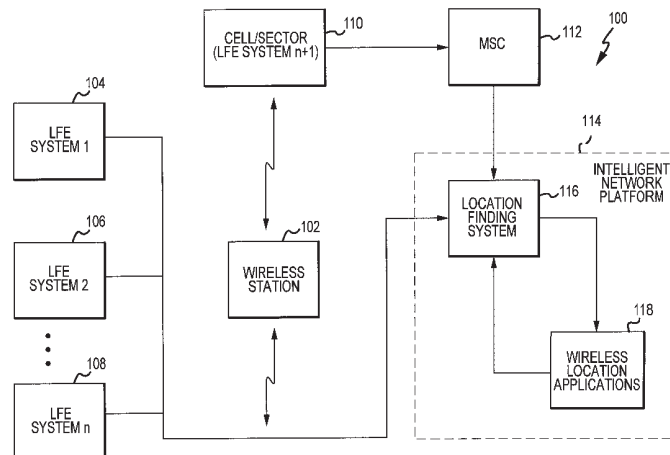 110
CELL/SECTOR
(LFE SYSTEM n+1)
112
MSC
100
104
LFE
SYSTEM 1
114
INTELLIGENT
NETWORK
PLATFORM
116
LOCATION
FINDING
SYSTEM
106
LFE
SYSTEM 2
102
WIRELESS
STATION
118
WIRELESS
LOCATION
APPLICATIONS
108
LFE
SYSTEM n